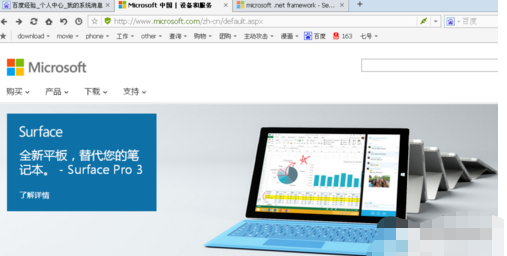 百度经验_个人中心_我的系统消息
Microsoft 中国 | 设备和服务
microsoft .net framework - Se...
http://www.microsoft.com/zh-cn/default.aspx
百度
download movie phone 工作 other 查询 购物 团购 主动攻击 漫画 百度 163 七号
Microsoft
购买 产品 下载 支持
Surface
全新平板，替代您的笔
记本。 - Surface Pro 3
了解详情